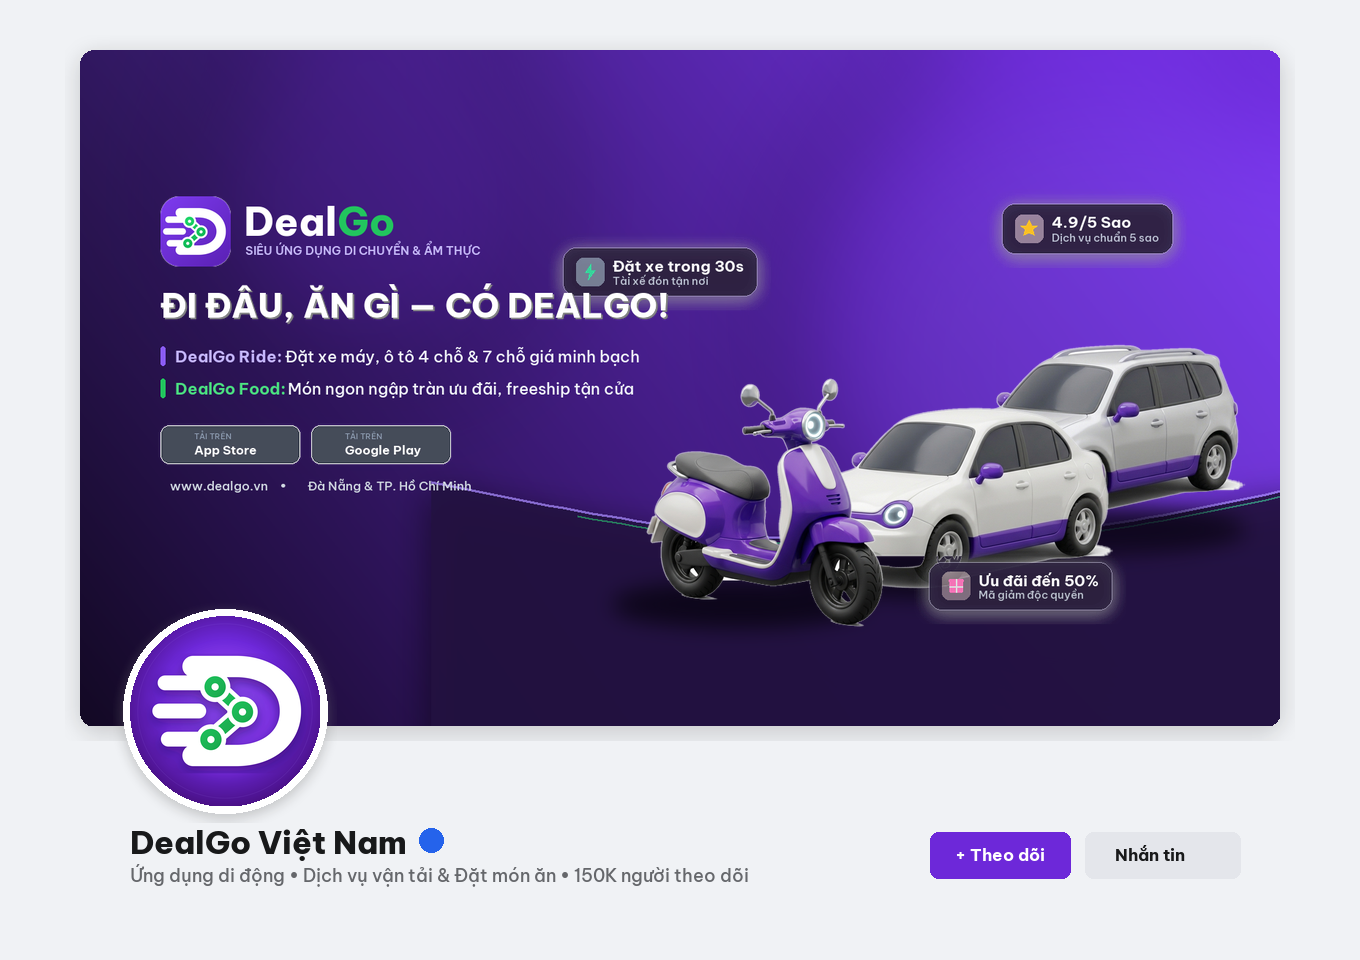 DealGo
SIÊU ỨNG DỤNG DI CHUYỂN & ẨM THỰC
4.9/5 Sao
Dịch vụ chuẩn 5 sao
Đặt xe trong 30s
Tài xế đón tận nơi
ĐI ĐÂU, ĂN GÌ – CÓ DEALGO!
DealGo Ride: Đặt xe máy, ô tô 4 chỗ & 7 chỗ giá minh bạch
DealGo Food: Món ngon ngập tràn ưu đãi, freeship tận cửa
TẢI TRÊN
App Store
TẢI TRÊN
Google Play
www.dealgo.vn • Đà Nẵng & TP. Hồ Chí Minh
Ưu đãi đến 50%
Mã giảm độc quyền
DealGo Việt Nam
Ứng dụng di động • Dịch vụ vận tải & Đặt món ăn • 150K người theo dõi
+ Theo dõi
Nhắn tin